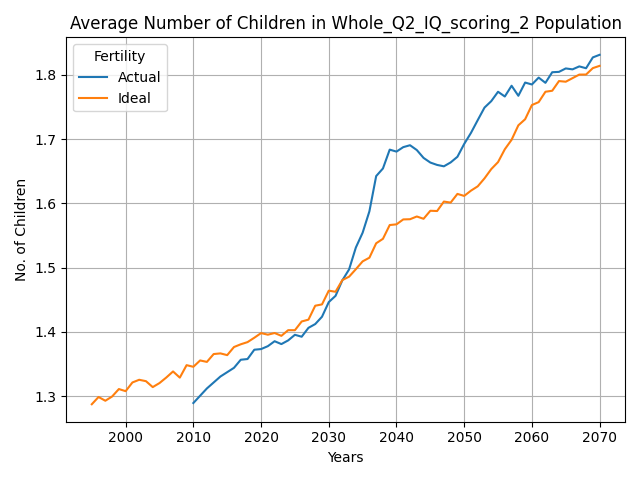 Average Number of Children in Whole_Q2_IQ_scoring_2 Population
Fertility
Actual
Ideal
No. of Children
1.8
1.7
1.6
1.5
1.4
1.3
2000 2010 2020 2030 2040 2050 2060 2070
Years